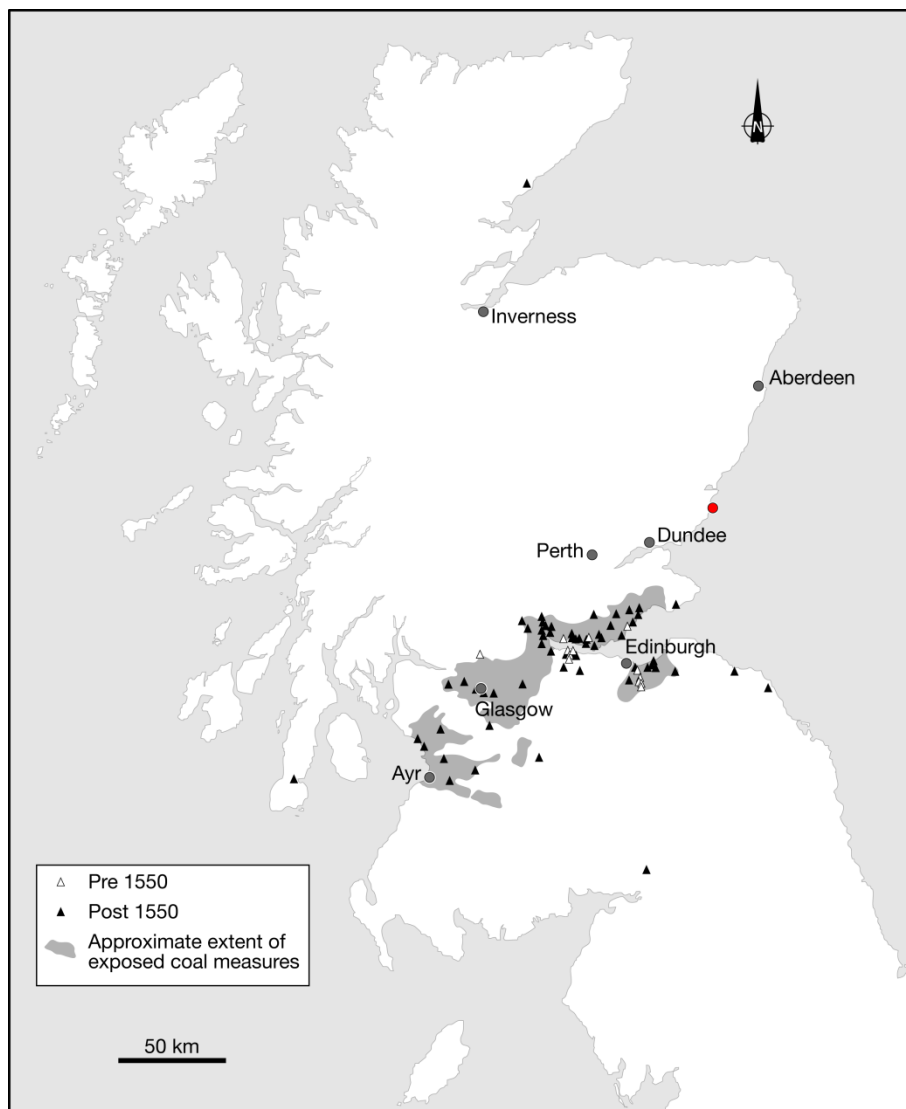 N
Inverness
Aberdeen
Dundee
Perth
Edinburgh
Glasgow
Ayr
Pre 1550
Post 1550
Approximate extent of
exposed coal measures
50 km